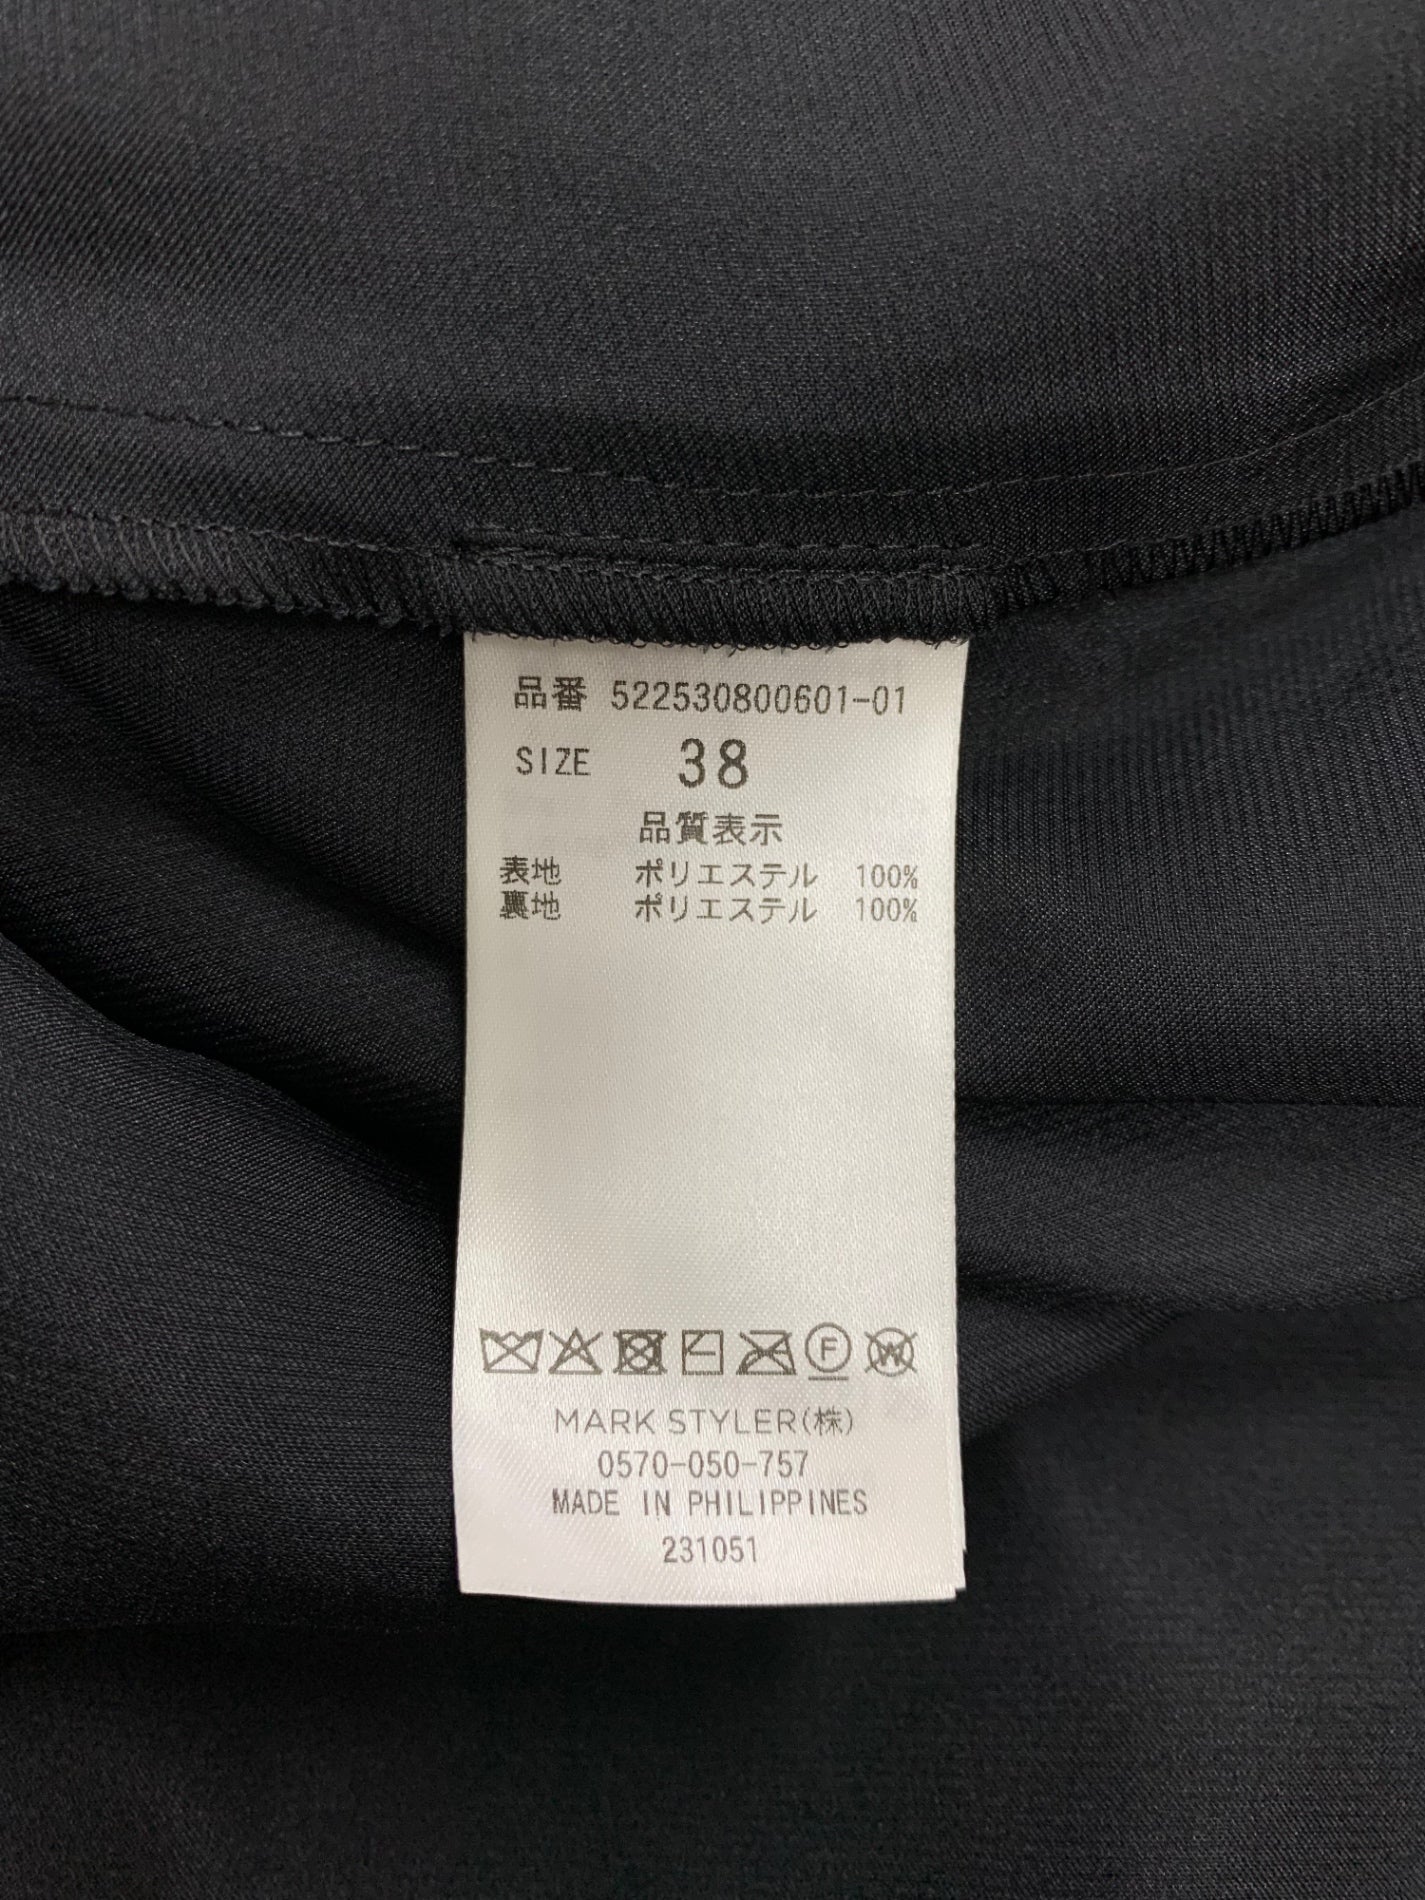 品番 522530800601-01
SIZE 38
品質表示
表地 ポリエステル 100%
裏地 ポリエステル 100%
F W
MARK STYLER(株)
0570-050-757
MADE IN PHILIPPINES
231051